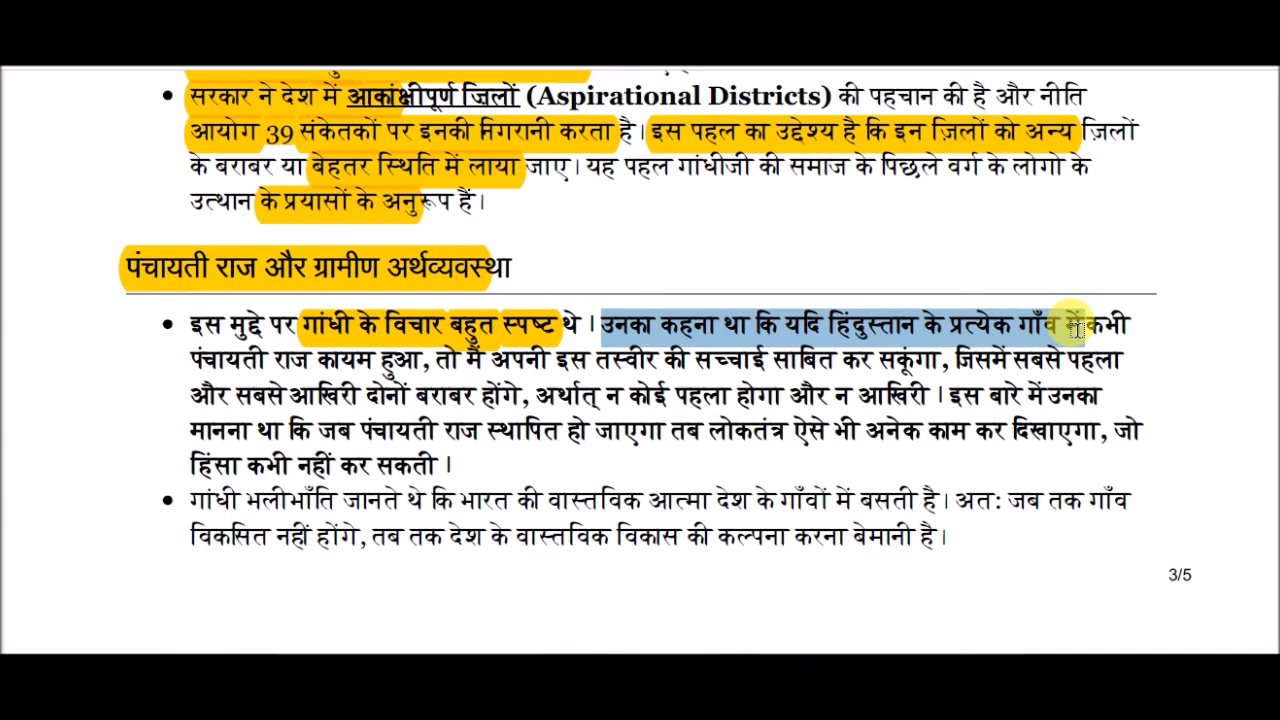 सरकार ने देश में आकांक्षीपूर्ण ज़िलों (Aspirational Districts) की पहचान की है और नीति
आयोग 39 संकेतकों पर इनकी निगरानी करता है। इस पहल का उद्देश्य है कि इन ज़िलों को अन्य ज़िलों
के बराबर या बेहतर स्थिति में लाया जाए। यह पहल गांधीजी की समाज के पिछले वर्ग के लोगो के
उत्थान के प्रयासों के अनुरूप हैं।
पंचायती राज और ग्रामीण अर्थव्यवस्था
इस मुद्दे पर गांधी के विचार बहुत स्पष्ट थे। उनका कहना था कि यदि हिंदुस्तान के प्रत्येक गाँव में कभी
पंचायती राज कायम हुआ, तो मैं अपनी इस तस्वीर की सच्चाई साबित कर सकूंगा, जिसमें सबसे पहला
और सबसे आखिरी दोनों बराबर होंगे, अर्थात् न कोई पहला होगा और न आखिरी। इस बारे में उनका
मानना था कि जब पंचायती राज स्थापित हो जाएगा तब लोकतंत्र ऐसे भी अनेक काम कर दिखाएगा, जो
हिंसा कभी नहीं कर सकती।
गांधी भलीभाँति जानते थे कि भारत की वास्तविक आत्मा देश के गाँवों में बसती है। अत: जब तक गाँव
विकसित नहीं होंगे, तब तक देश के वास्तविक विकास की कल्पना करना बेमानी है।
3/5